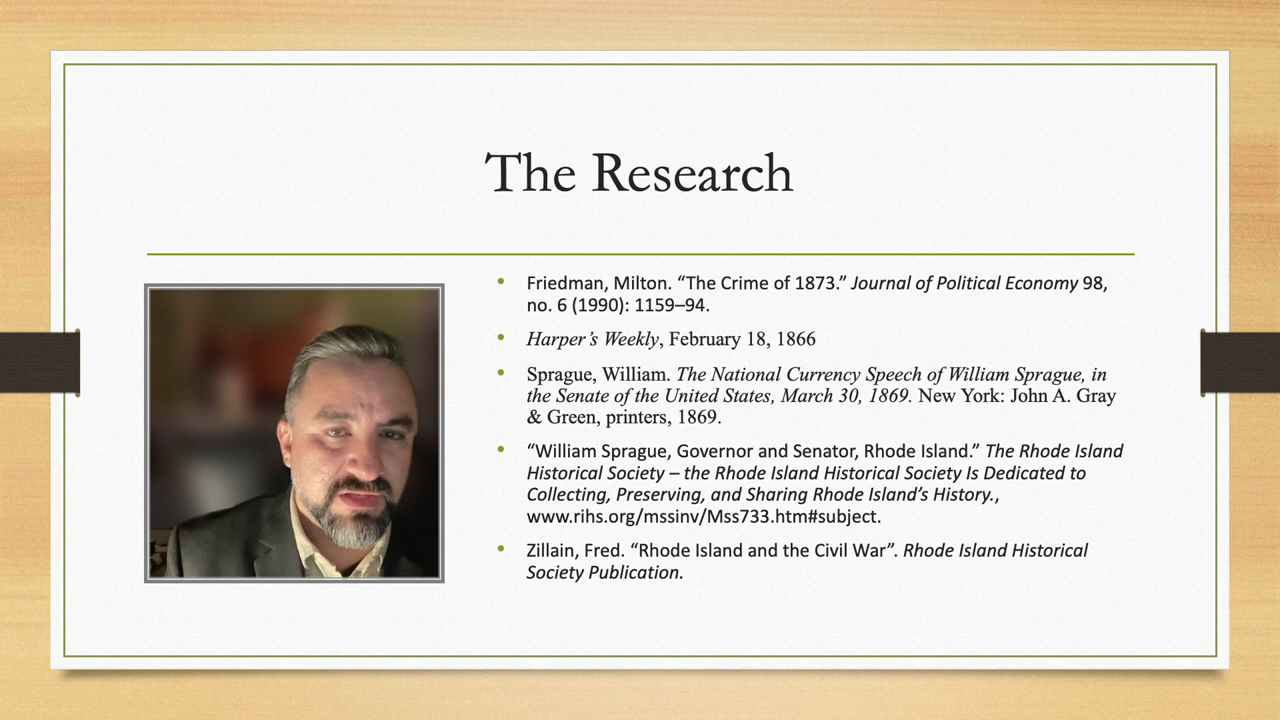 The Research
• Friedman, Milton. “The Crime of 1873.” Journal of Political Economy 98,
no. 6 (1990): 1159–94.
• Harper’s Weekly, February 18, 1866
• Sprague, William. The National Currency Speech of William Sprague, in
the Senate of the United States, March 30, 1869. New York: John A. Gray
& Green, printers, 1869.
• “William Sprague, Governor and Senator, Rhode Island.” The Rhode Island
Historical Society – the Rhode Island Historical Society Is Dedicated to
Collecting, Preserving, and Sharing Rhode Island’s History.,
www.rihs.org/mssinv/Mss733.htm#subject.
• Zillain, Fred. “Rhode Island and the Civil War”. Rhode Island Historical
Society Publication.